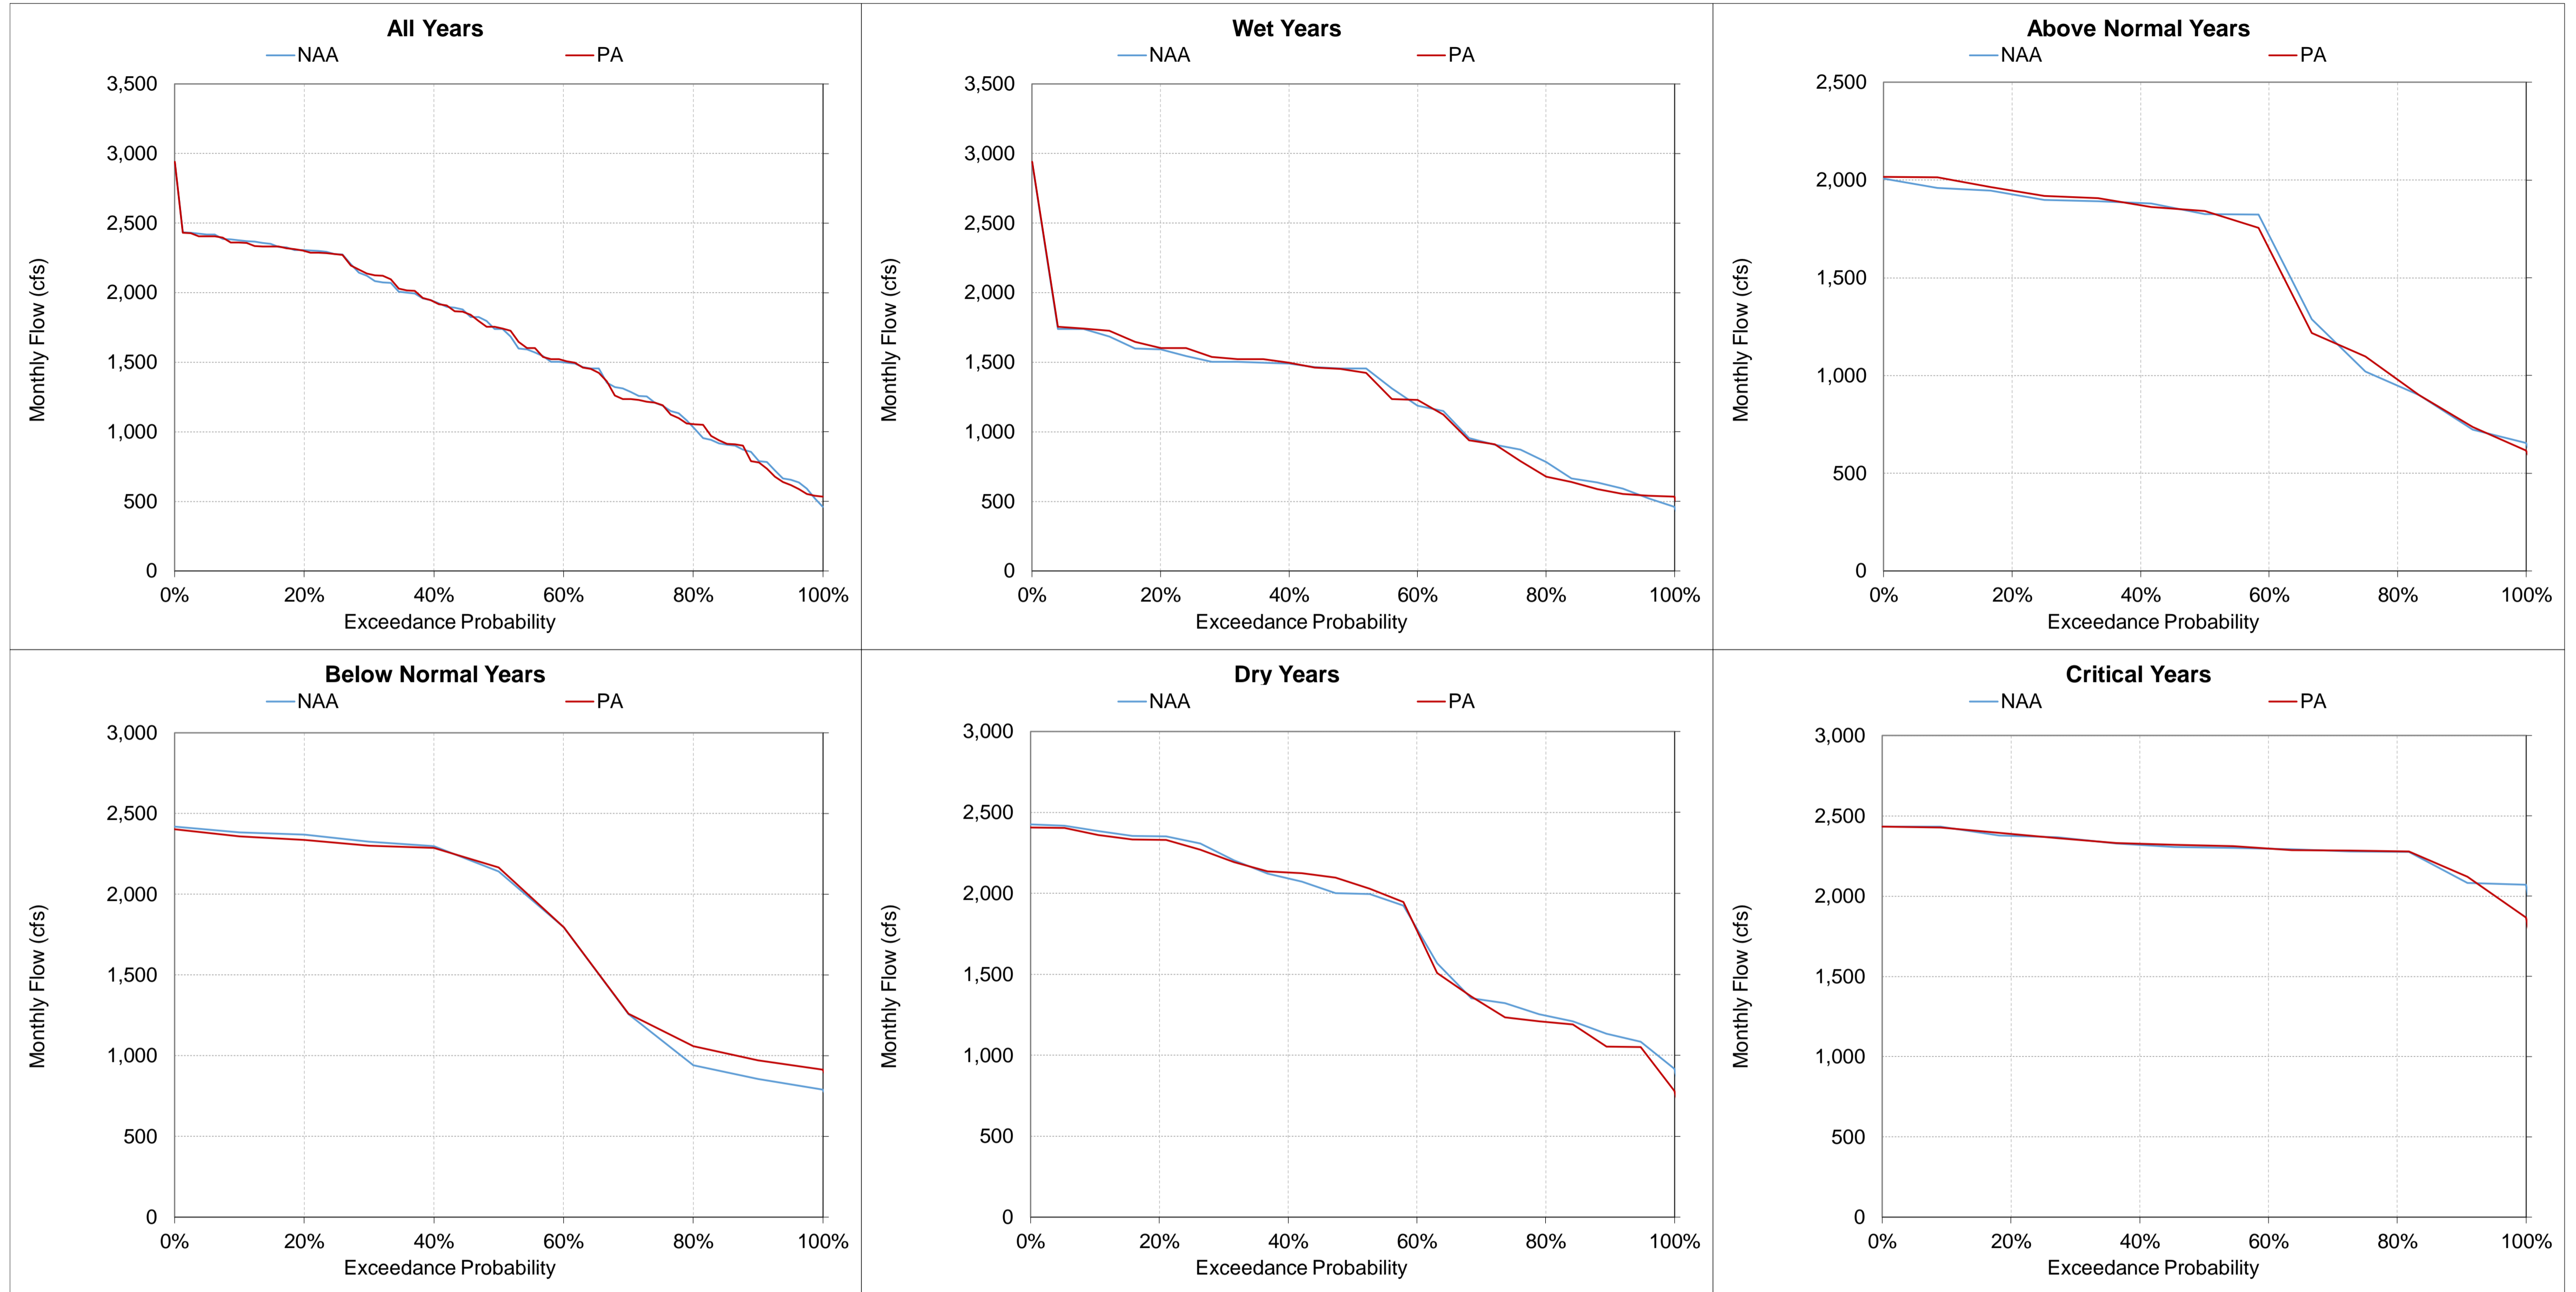 All Years
NAA PA
3,500
3,000
2,500
2,000
1,500
1,000
500
0
Monthly Flow (cfs)
0% 20% 40% 60% 80% 100%
Exceedance Probability
Wet Years
NAA PA
3,500
3,000
2,500
2,000
1,500
1,000
500
0
Monthly Flow (cfs)
0% 20% 40% 60% 80% 100%
Exceedance Probability
Above Normal Years
NAA PA
2,500
2,000
1,500
1,000
500
0
Monthly Flow (cfs)
0% 20% 40% 60% 80% 100%
Exceedance Probability
Below Normal Years
NAA PA
3,000
2,500
2,000
1,500
1,000
500
0
Monthly Flow (cfs)
0% 20% 40% 60% 80% 100%
Exceedance Probability
Dry Years
NAA PA
3,000
2,500
2,000
1,500
1,000
500
0
Monthly Flow (cfs)
0% 20% 40% 60% 80% 100%
Exceedance Probability
Critical Years
NAA PA
3,000
2,500
2,000
1,500
1,000
500
0
Monthly Flow (cfs)
0% 20% 40% 60% 80% 100%
Exceedance Probability